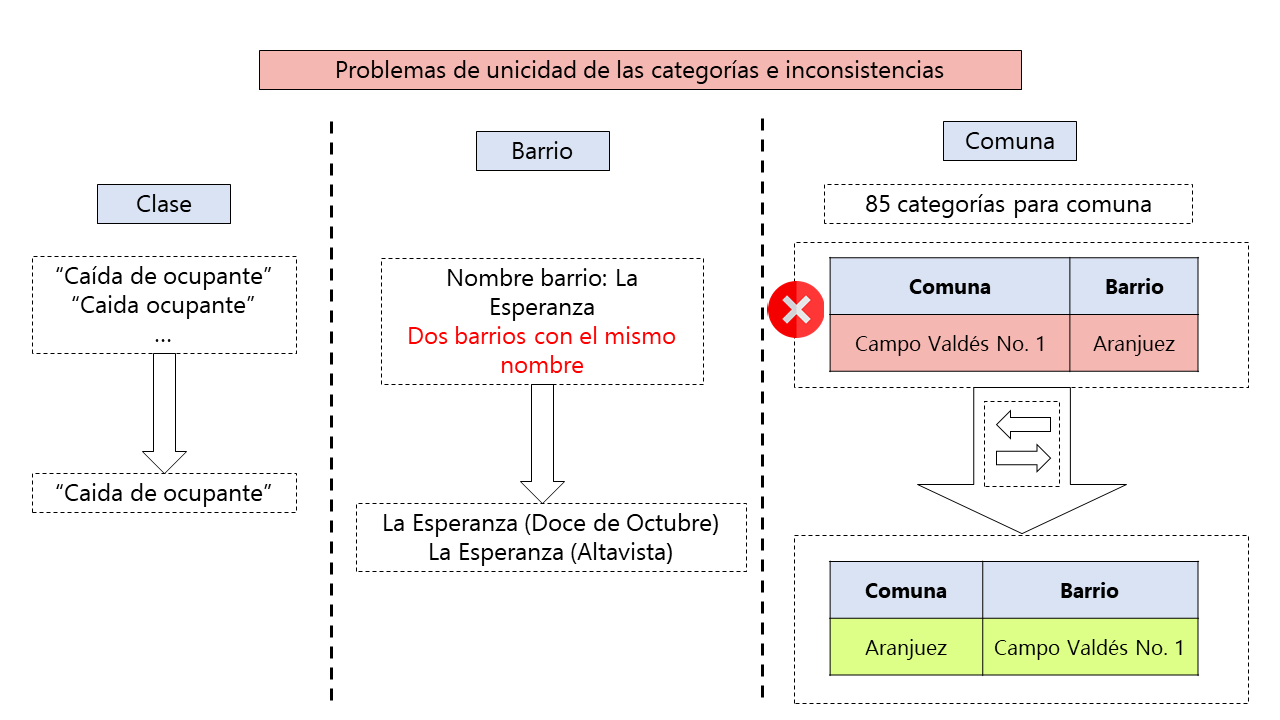 Problemas de unicidad de las categorías e inconsistencias
Clase
“Caída de ocupante”
“Caida ocupante”
...
“Caida de ocupante”
Barrio
Nombre barrio: La
Esperanza
Dos barrios con el mismo
nombre
La Esperanza (Doce de Octubre)
La Esperanza (Altavista)
Comuna
85 categorías para comuna
Comuna Barrio
Campo Valdés No. 1 Aranjuez
Comuna Barrio
Aranjuez Campo Valdés No. 1